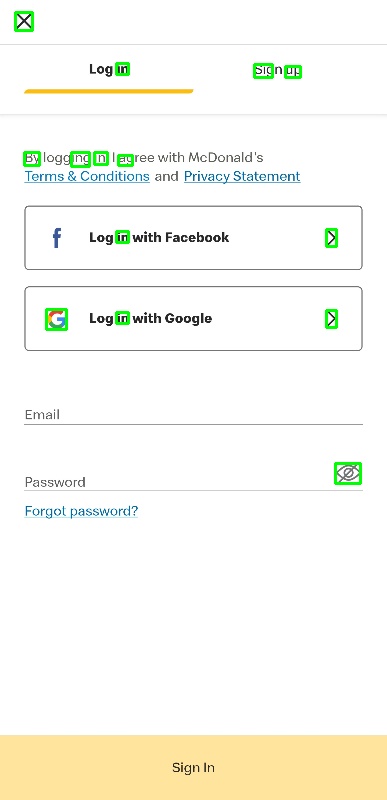 Log in
Sign up
By logging in, I agree with McDonald's
Terms & Conditions and Privacy Statement
Log in with Facebook
Log in with Google
Email
Password
Forgot password?
Sign In